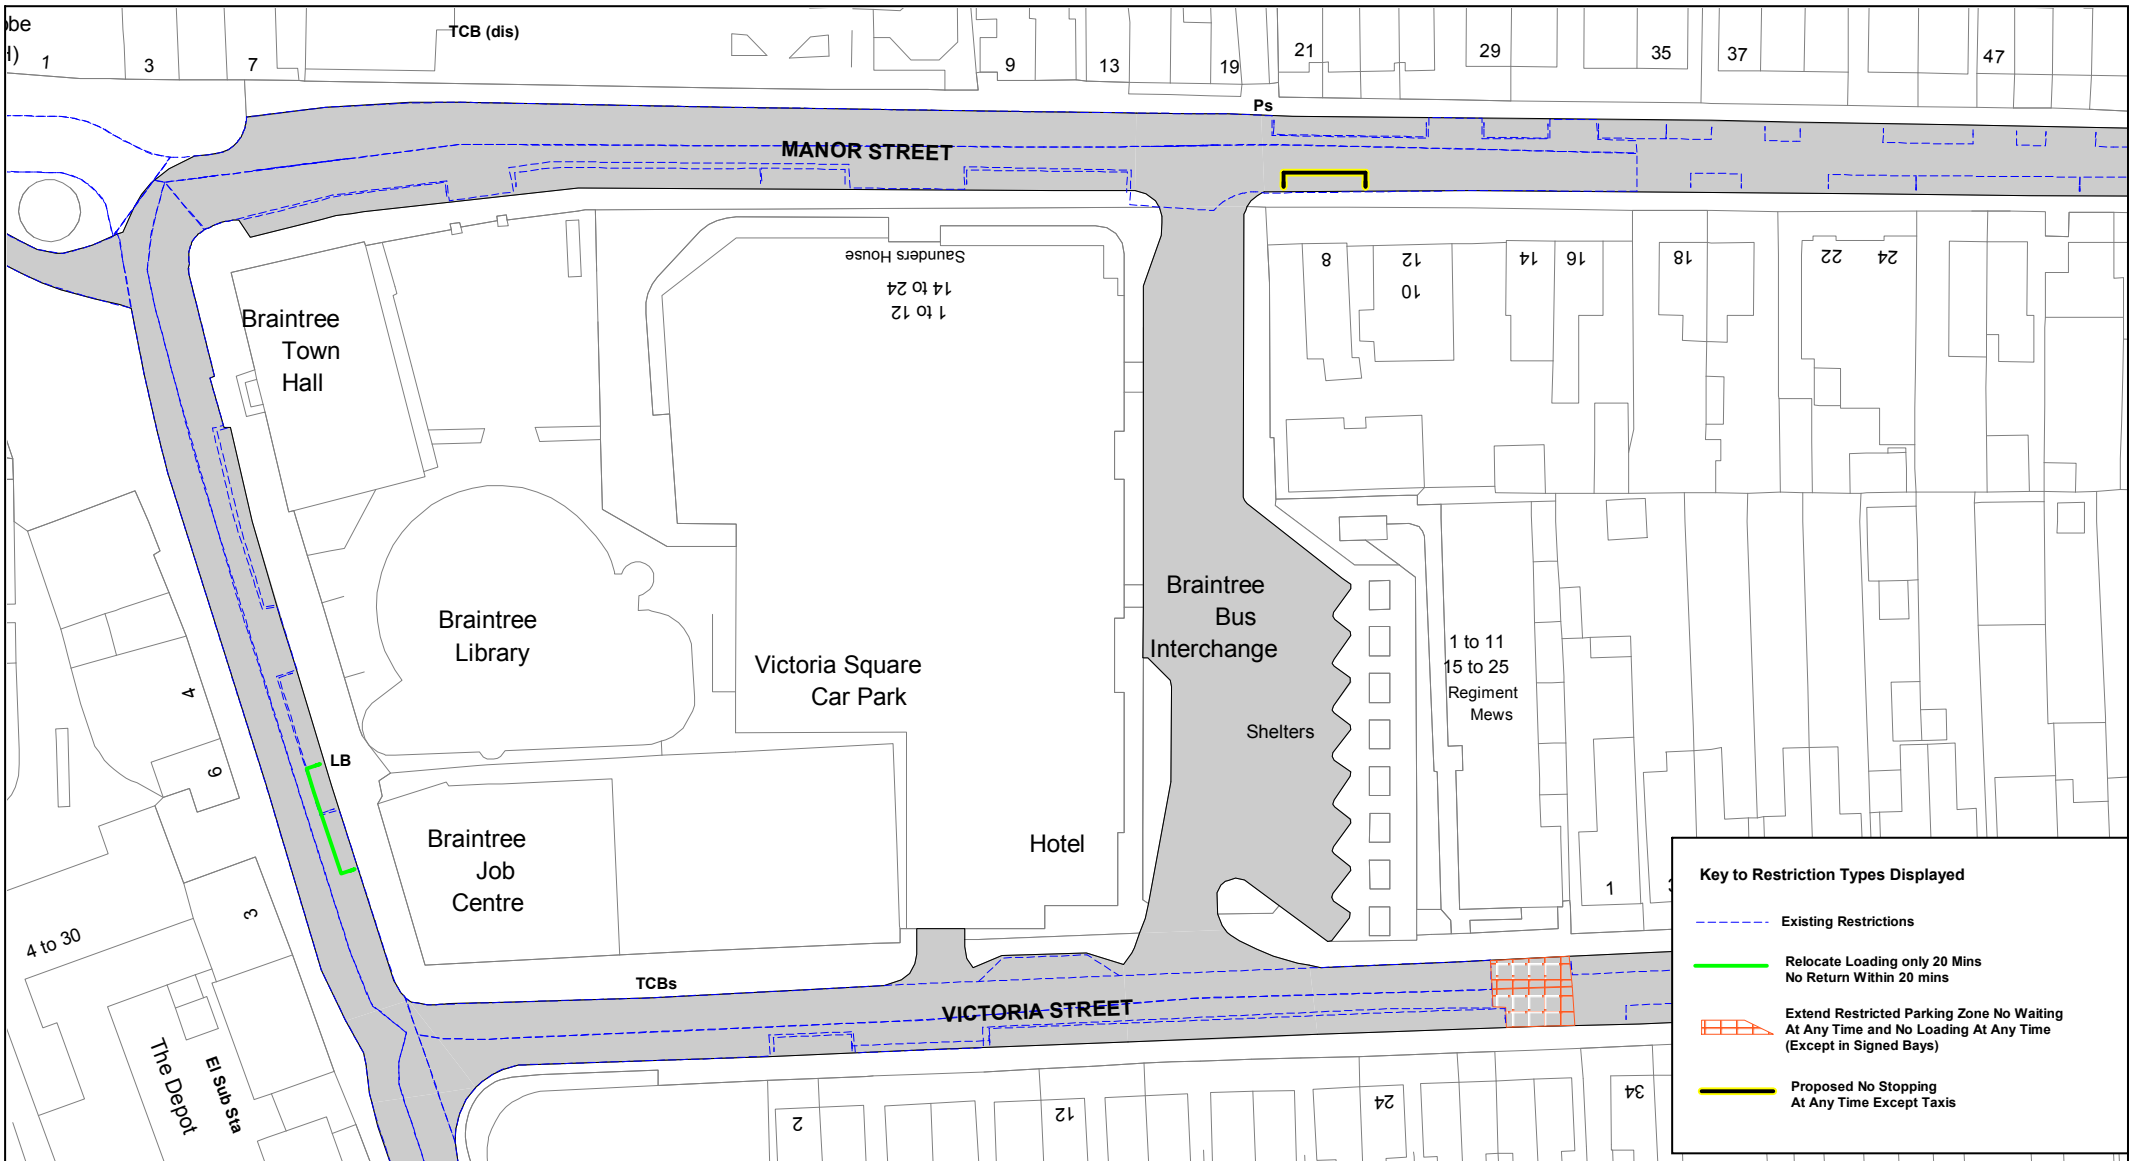 obe
H)
1
3
7
TCB (dis)
9
13
19
21
29
35
37
47
Ps
MANOR STREET
Saunders House
14 to 24
1 to 12
8
12
10
14
16
18
22
24
Braintree
Town
Hall
Braintree
Library
Victoria Square
Car Park
Braintree
Bus
Interchange
1 to 11
15 to 25
Regiment
Mews
Shelters
4
6
LB
Braintree
Job
Centre
Hotel
3
4 to 30
1
TCBs
VICTORIA STREET
The Depot
El Sub Sta
2
12
24
34
Key to Restriction Types Displayed
Existing Restrictions
Relocate Loading only 20 Mins
No Return Within 20 mins
Extend Restricted Parking Zone No Waiting
At Any Time and No Loading At Any Time
(Except in Signed Bays)
Proposed No Stopping
At Any Time Except Taxis